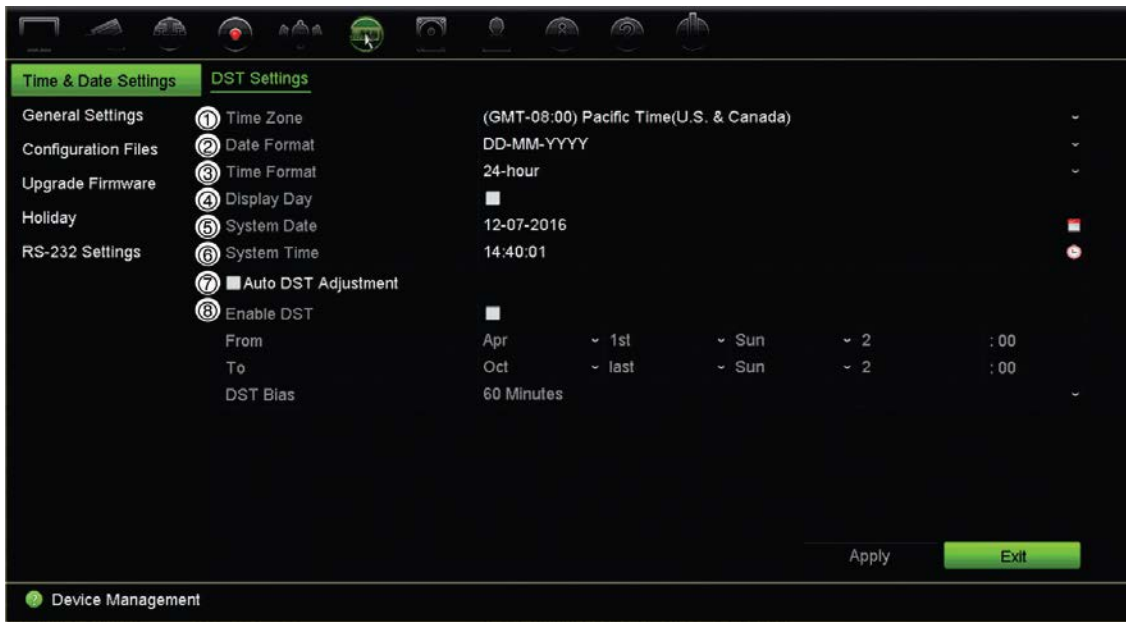 Time & Date Settings
DST Settings
General Settings
Configuration Files
Upgrade Firmware
Holiday
RS-232 Settings
① Time Zone (GMT-08:00) Pacific Time(U.S. & Canada)
② Date Format DD-MM-YYYY
③ Time Format 24-hour
④ Display Day
⑤ System Date 12-07-2016
⑥ System Time 14:40:01
⑦ Auto DST Adjustment
⑧ Enable DST
From Apr 1st Sun 2 : 00
To Oct last Sun 2 : 00
DST Bias 60 Minutes
Apply Exit
? Device Management